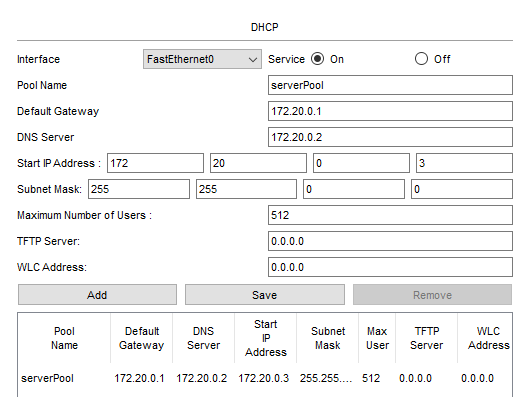 DHCP
Interface FastEthernet0 Service On Off
Pool Name serverPool
Default Gateway 172.20.0.1
DNS Server 172.20.0.2
Start IP Address : 172 20 0 3
Subnet Mask: 255 255 0 0
Maximum Number of Users : 512
TFTP Server: 0.0.0.0
WLC Address: 0.0.0.0
Add Save Remove
Pool Name Default Gateway DNS Server Start IP Address Subnet Mask Max User TFTP Server WLC Address
serverPool 172.20.0.1 172.20.0.2 172.20.0.3 255.255.... 512 0.0.0.0 0.0.0.0